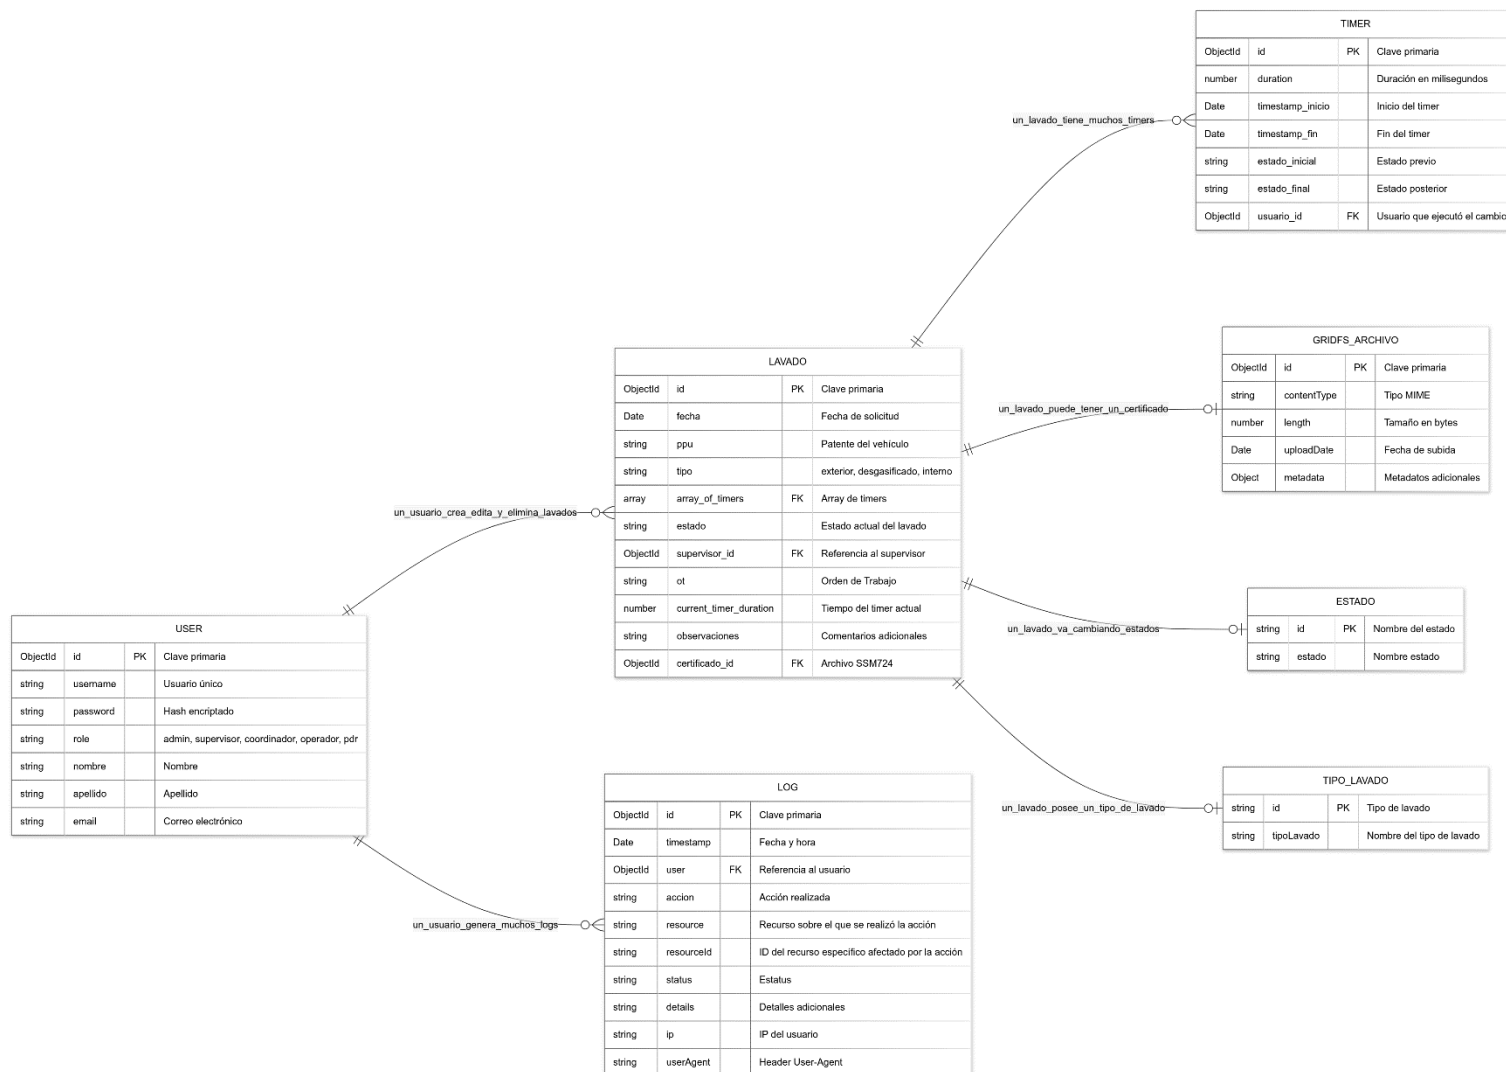 TIMER
ObjectId id PK Clave primaria
number duration Duración en milisegundos
Date timestamp_inicio Inicio del timer
Date timestamp_fin Fin del timer
string estado_inicial Estado previo
string estado_final Estado posterior
ObjectId usuario_id FK Usuario que ejecutó el cambio
un_lavado_tiene_muchos_timers
GRIDFS_ARCHIVO
ObjectId id PK Clave primaria
string contentType Tipo MIME
number length Tamaño en bytes
Date uploadDate Fecha de subida
Object metadata Metadatos adicionales
un_lavado_puede_tener_un_certificado
LAVADO
ObjectId id PK Clave primaria
Date fecha Fecha de solicitud
string ppu Patente del vehículo
string tipo exterior, desgasificado, interno
array array_of_timers FK Array de timers
string estado Estado actual del lavado
ObjectId supervisor_id FK Referencia al supervisor
string ot Orden de Trabajo
number current_timer_duration Tiempo del timer actual
string observaciones Comentarios adicionales
ObjectId certificado_id FK Archivo SSM724
un_usuario_crea_edita_y_elimina_lavados
ESTADO
string id PK Nombre del estado
string estado Nombre estado
un_lavado_va_cambiando_estados
USER
ObjectId id PK Clave primaria
string username Usuario único
string password Hash encriptado
string role admin, supervisor, coordinador, operador, pdr
string nombre Nombre
string apellido Apellido
string email Correo electrónico
TIPO_LAVADO
string id PK Tipo de lavado
string tipoLavado Nombre del tipo de lavado
un_lavado_posee_un_tipo_de_lavado
LOG
ObjectId id PK Clave primaria
Date timestamp Fecha y hora
ObjectId user FK Referencia al usuario
string accion Acción realizada
string resource Recurso sobre el que se realizó la acción
string resourceId ID del recurso específico afectado por la acción
string status Estatus
string details Detalles adicionales
string ip IP del usuario
string userAgent Header User-Agent
un_usuario_genera_muchos_logs